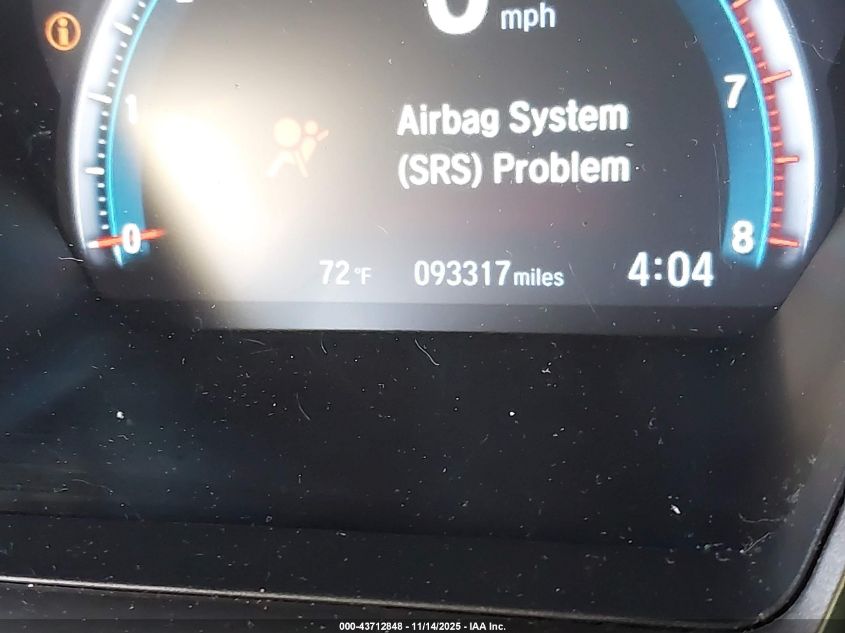 0 mph
7
Airbag System
1
(SRS) Problem
0
8
72°F 093317 miles 4:04
000-43712848 - 11/14/2025 - IAA Inc.